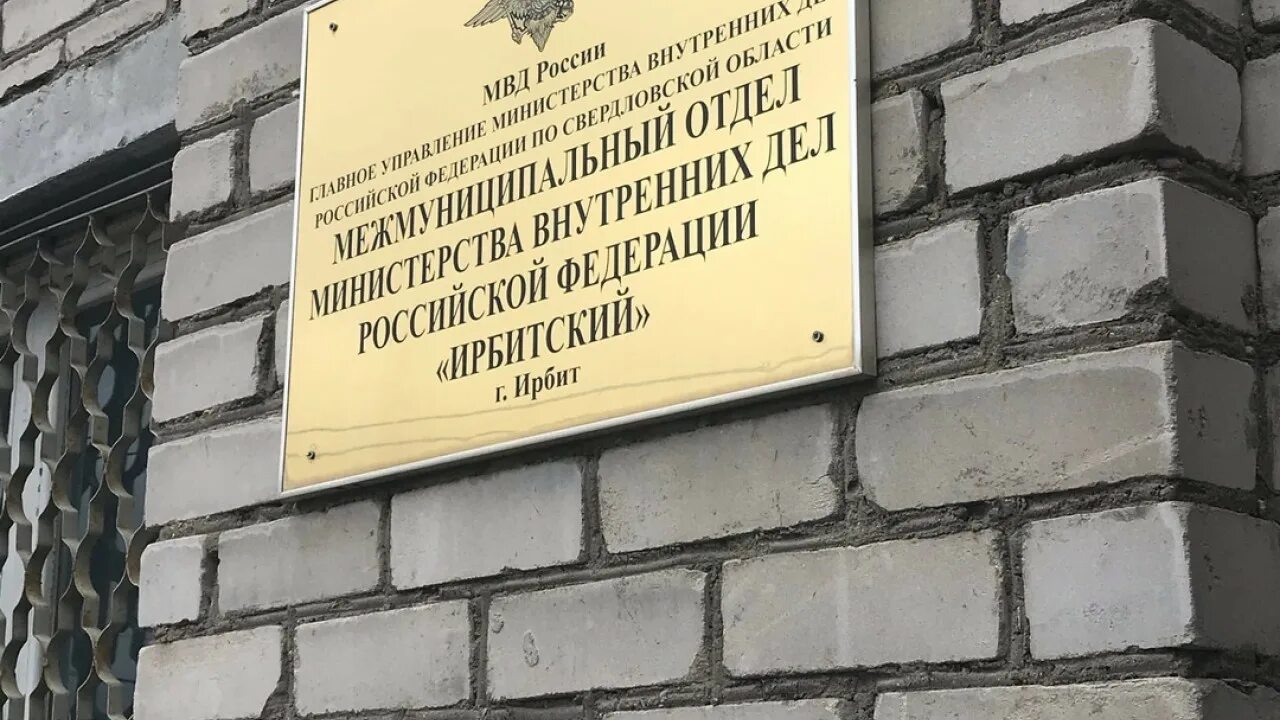 МВД России
ГЛАВНОЕ УПРАВЛЕНИЕ МИНИСТЕРСТВА ВНУТРЕННИХ
РОССИЙСКОЙ ФЕДЕРАЦИИ ПО СВЕРДЛОВСКОЙ ОБЛАСТИ
МЕЖМУНИЦИПАЛЬНЫЙ ОТДЕЛ
МИНИСТЕРСТВА ВНУТРЕННИХ ДЕЛ
РОССИЙСКОЙ ФЕДЕРАЦИИ
«ИРБИТСКИЙ»
г. Ирбит